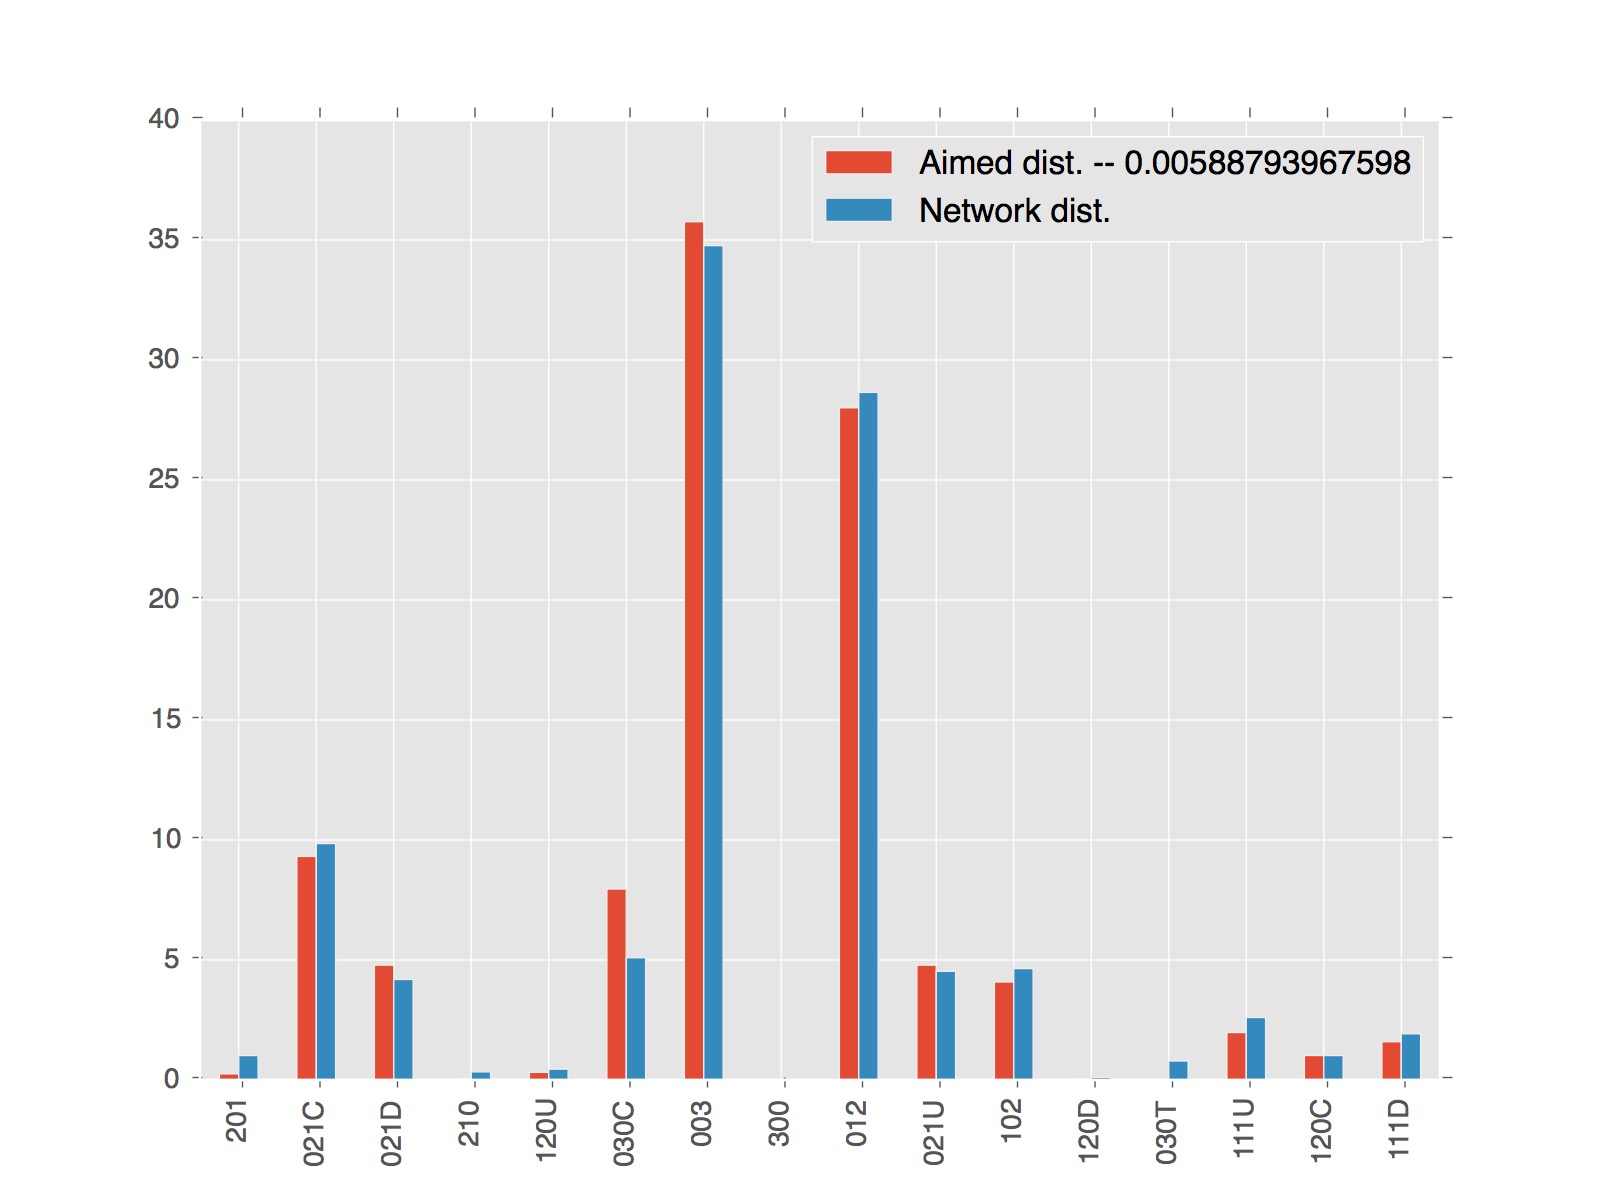 40
35
30
25
20
15
10
5
0
Aimed dist. -- 0.00588793967598
Network dist.
201
021C
021D
210
120U
030C
003
300
012
021U
102
120D
030T
111U
120C
111D